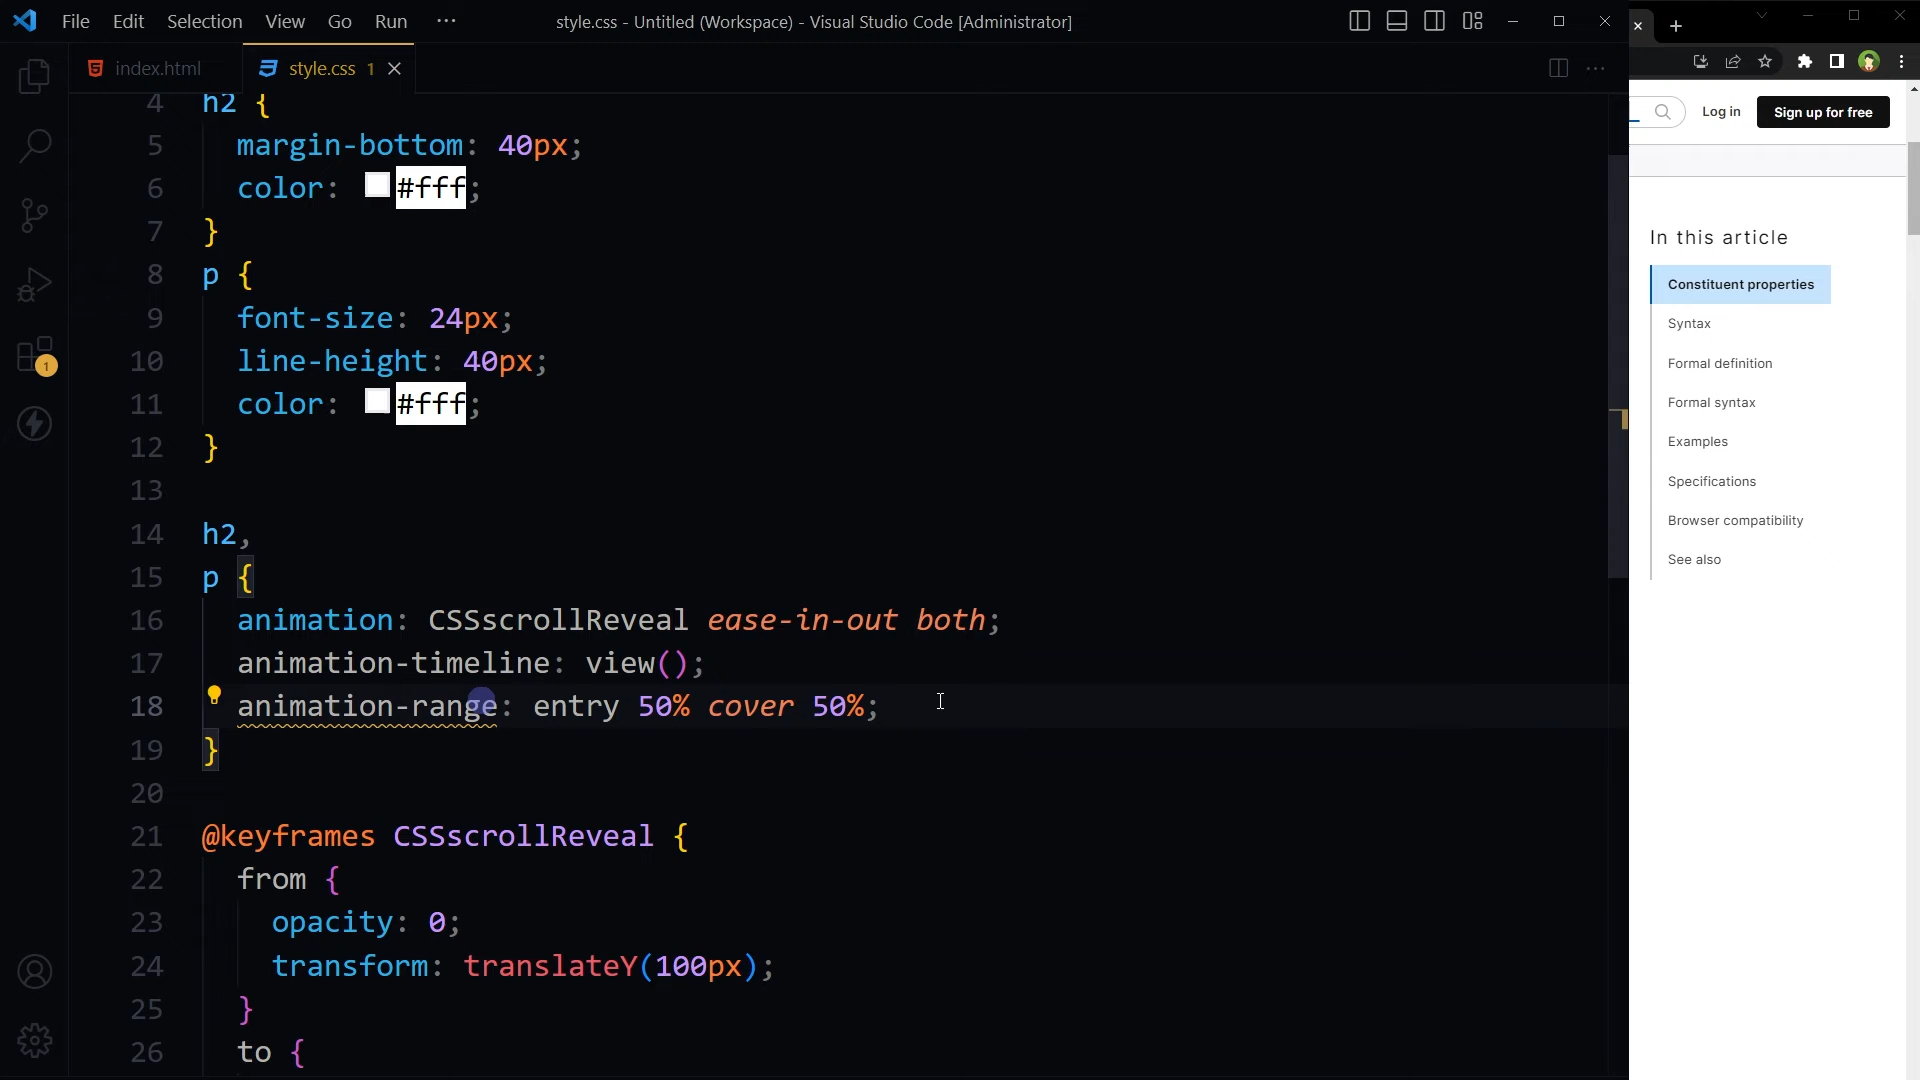 File Edit Selection View Go Run ···
style.css - Untitled (Workspace) - Visual Studio Code [Administrator]
index.html
style.css 1
4 h2 {
5 margin-bottom: 40px;
6 color: #fff;
7 }
8 p {
9 font-size: 24px;
10 line-height: 40px;
11 color: #fff;
12 }
13
14 h2,
15 p {
16 animation: CSSscrollReveal ease-in-out both;
17 animation-timeline: view();
18 animation-range: entry 50% cover 50%;
19 }
20
21 @keyframes CSSscrollReveal {
22 from {
23 opacity: 0;
24 transform: translateY(100px);
25 }
26 to {
1
Log in
Sign up for free
In this article
Constituent properties
Syntax
Formal definition
Formal syntax
Examples
Specifications
Browser compatibility
See also